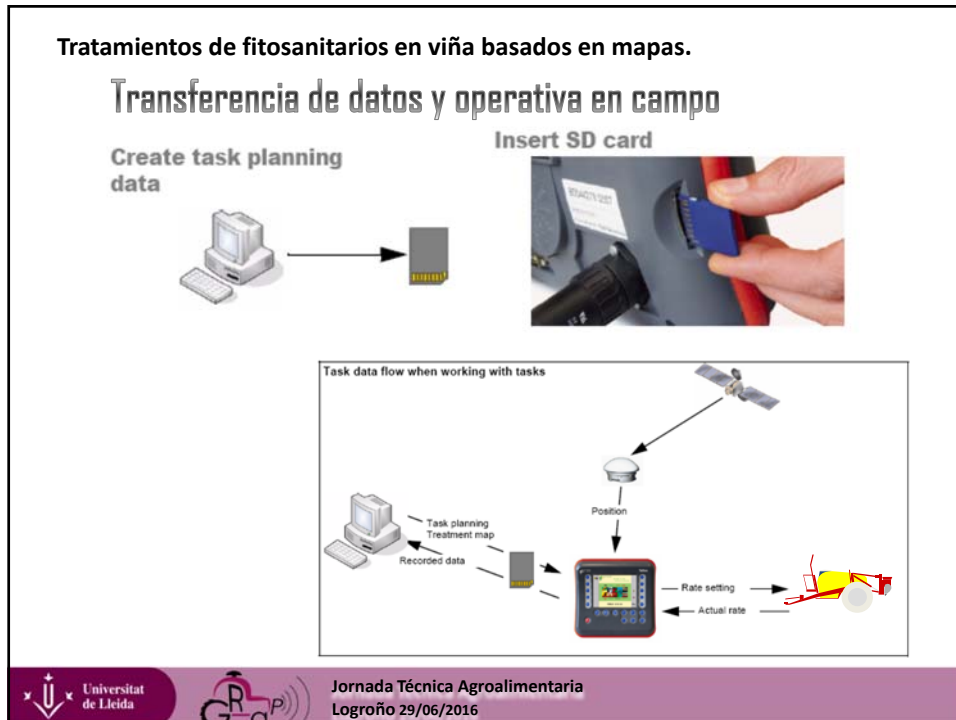 Tratamientos de fitosanitarios en viña basados en mapas.
Transferencia de datos y operativa en campo
Create task planning
data
Insert SD card
Task data flow when working with tasks
Position
Task planning
Treatment map
Recorded data
Rate setting
Actual rate
Universitat
de Lleida
Jornada Técnica Agroalimentaria
Logroño 29/06/2016